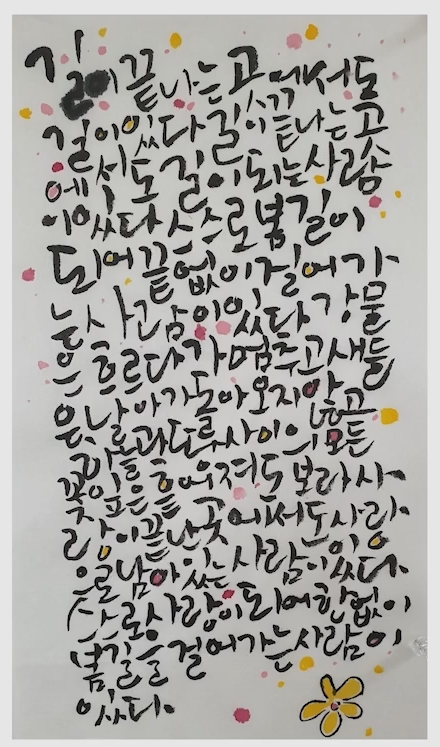 길이 끝나는 곳에서도
길이 있다 길이 끝나는 곳
에서도 길이 되는 사람
이 있다 스스로 봄길이
되어 끝없이 걸어가
는 사람이 있다 강물
은 흐르다가 멈추고 새들
은 날아가 돌아오지 않고
하늘과 땅 사이의 모든
꽃잎은 흩어져도 보라 사
랑이 끝난 곳에서도 사랑
으로 남아 있는 사람이 있다.
스스로 사랑이 되어 한없이
봄길을 걸어가는 사람이
있다.